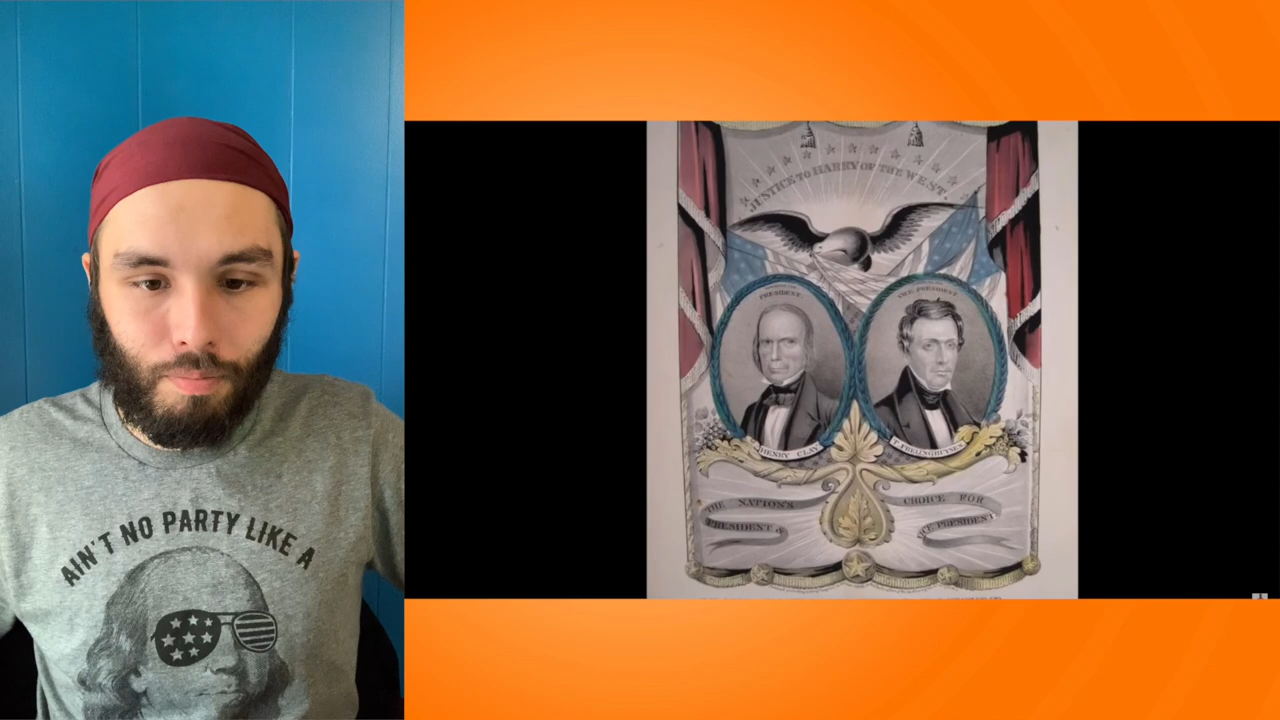 AIN'T NO PARTY LIKE A
JUSTICE TO HARRY OF THE WEST.
PRESIDENT.
VICE PRESIDENT
HENRY CLAY
T. FRELINGHUYSEN
THE NATION'S
CHOICE FOR
PRESIDENT &
VICE PRESIDENT